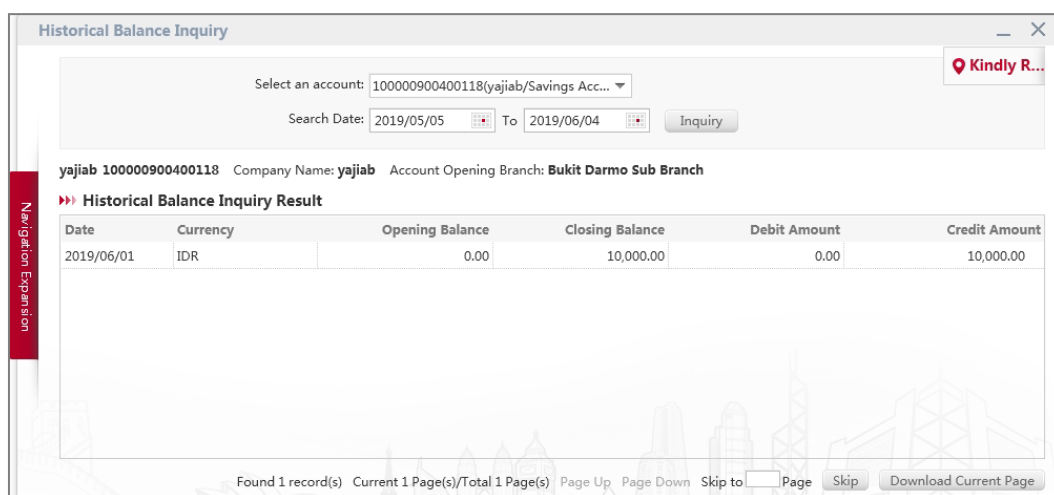 Historical Balance Inquiry
Kindly R...
Select an account: 100000900400118(yajiab/Savings Acc...
Search Date: 2019/05/05 To 2019/06/04 Inquiry
yajiab 100000900400118 Company Name: yajiab Account Opening Branch: Bukit Darmo Sub Branch
Historical Balance Inquiry Result
Date Currency Opening Balance Closing Balance Debit Amount Credit Amount
2019/06/01 IDR 0.00 10,000.00 0.00 10,000.00
Navigation Expansion
Found 1 record(s) Current 1 Page(s)/Total 1 Page(s) Page Up Page Down Skip to Page Skip Download Current Page